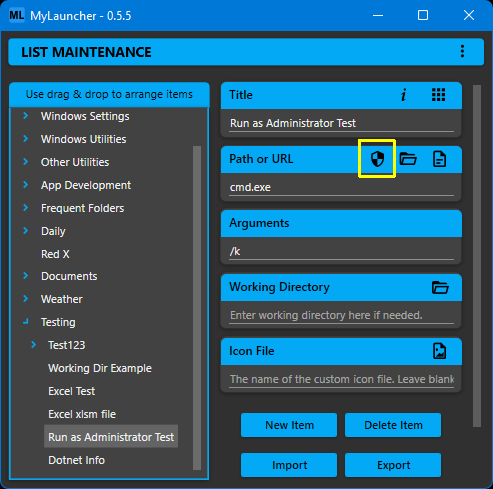 ML MyLauncher - 0.5.5
LIST MAINTENANCE
Use drag & drop to arrange items
Windows Settings
Windows Utilities
Other Utilities
App Development
Frequent Folders
Daily
Red X
Documents
Weather
Testing
Test123
Working Dir Example
Excel Test
Excel xlsm file
Run as Administrator Test
Dotnet Info
Title
i
Run as Administrator Test
Path or URL
cmd.exe
Arguments
/k
Working Directory
Enter working directory here if needed.
Icon File
The name of the custom icon file. Leave blank
New Item
Delete Item
Import
Export